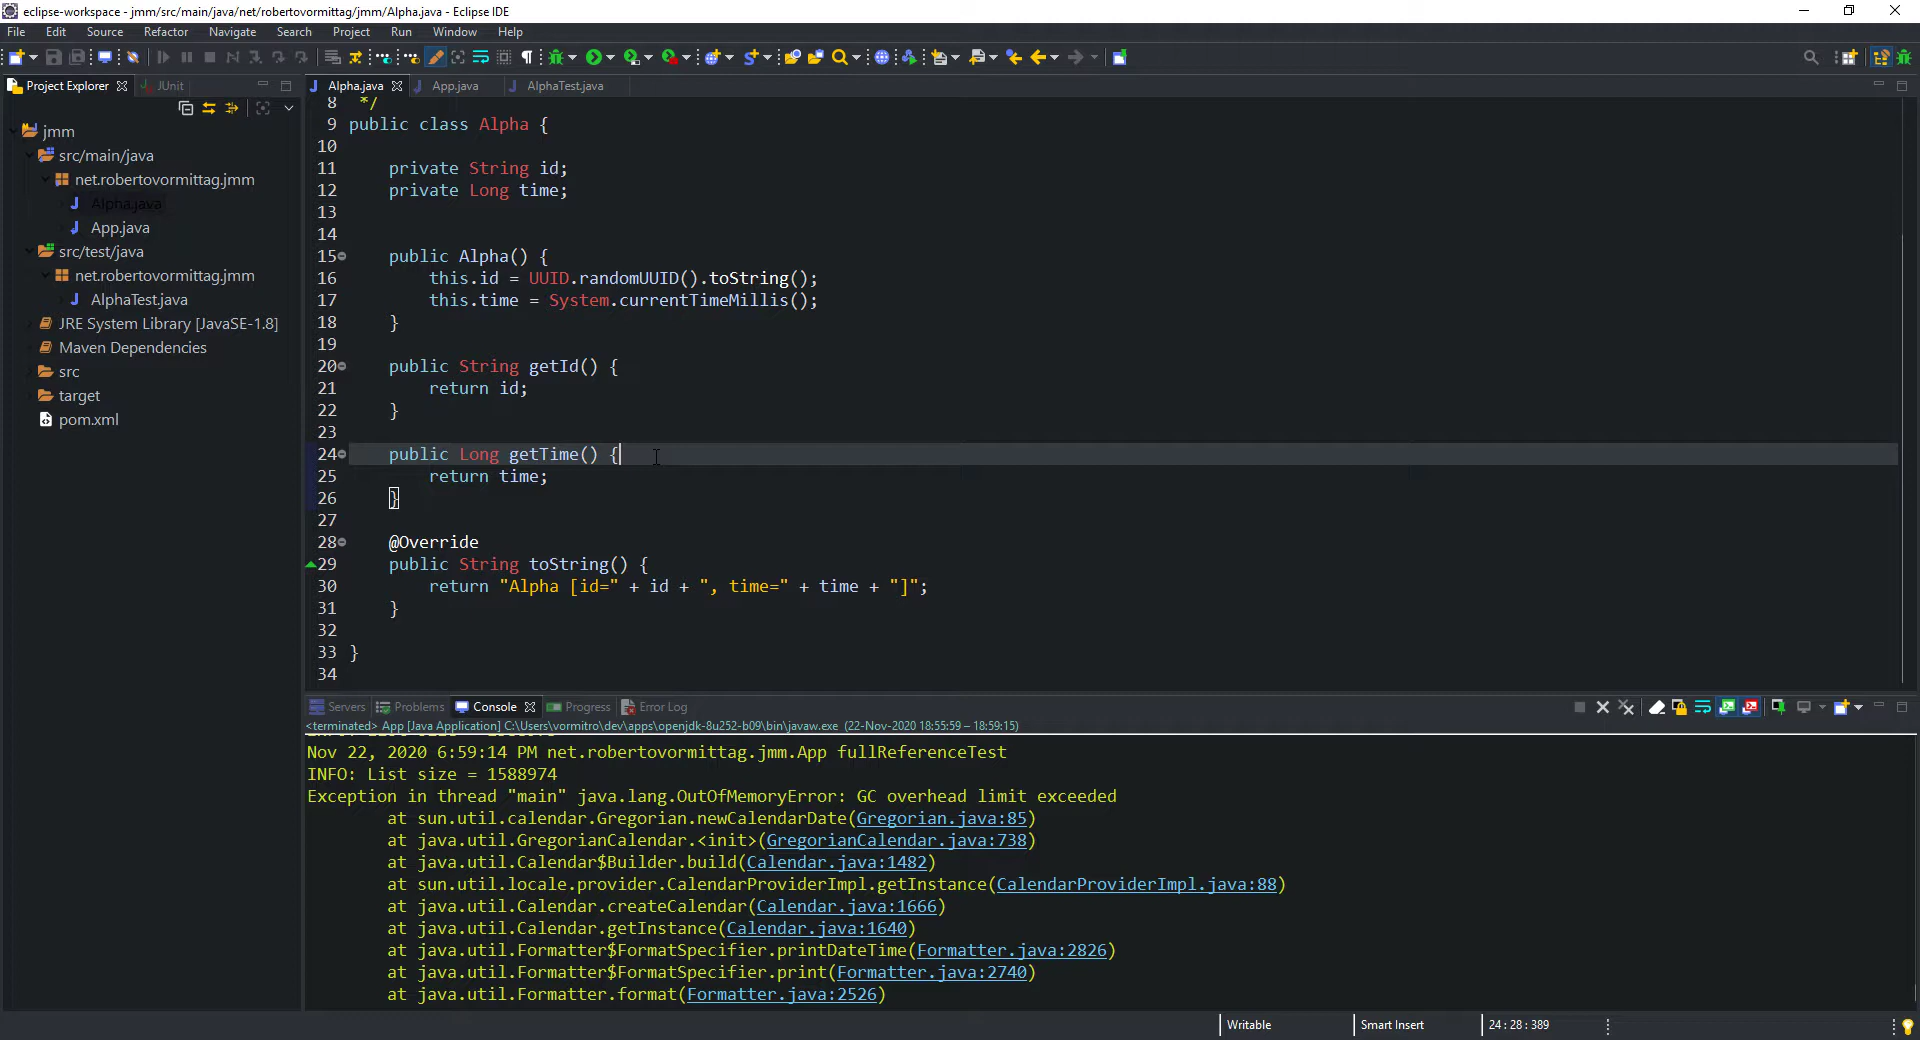 eclipse-workspace - jmm/src/main/java/net/robertovormittag/jmm/Alpha.java - Eclipse IDE
File Edit Source Refactor Navigate Search Project Run Window Help
Project Explorer JUnit
jmm
src/main/java
net.robertovormittag.jmm
Alpha.java
App.java
src/test/java
net.robertovormittag.jmm
AlphaTest.java
JRE System Library [JavaSE-1.8]
Maven Dependencies
src
target
pom.xml
Alpha.java App.java AlphaTest.java
8 */
9 public class Alpha {
10
11 private String id;
12 private Long time;
13
14
15 public Alpha() {
16 this.id = UUID.randomUUID().toString();
17 this.time = System.currentTimeMillis();
18 }
19
20 public String getId() {
21 return id;
22 }
23
24 public Long getTime() {
25 return time;
26 }
27
28 @Override
29 public String toString() {
30 return "Alpha [id=" + id + ", time=" + time + "]";
31 }
32
33 }
34
Servers Problems Console Progress Error Log
<terminated> App [Java Application] C:\Users\vormitro\dev\apps\openjdk-8u252-b09\bin\javaw.exe (22-Nov-2020 18:55:59 – 18:59:15)
Nov 22, 2020 6:59:14 PM net.robertovormittag.jmm.App fullReferenceTest
INFO: List size = 1588974
Exception in thread "main" java.lang.OutOfMemoryError: GC overhead limit exceeded
at sun.util.calendar.Gregorian.newCalendarDate(Gregorian.java:85)
at java.util.GregorianCalendar.<init>(GregorianCalendar.java:738)
at java.util.Calendar$Builder.build(Calendar.java:1482)
at sun.util.locale.provider.CalendarProviderImpl.getInstance(CalendarProviderImpl.java:88)
at java.util.Calendar.createCalendar(Calendar.java:1666)
at java.util.Calendar.getInstance(Calendar.java:1640)
at java.util.Formatter$FormatSpecifier.printDateTime(Formatter.java:2826)
at java.util.Formatter$FormatSpecifier.print(Formatter.java:2740)
at java.util.Formatter.format(Formatter.java:2526)
Writable Smart Insert 24 : 28 : 389